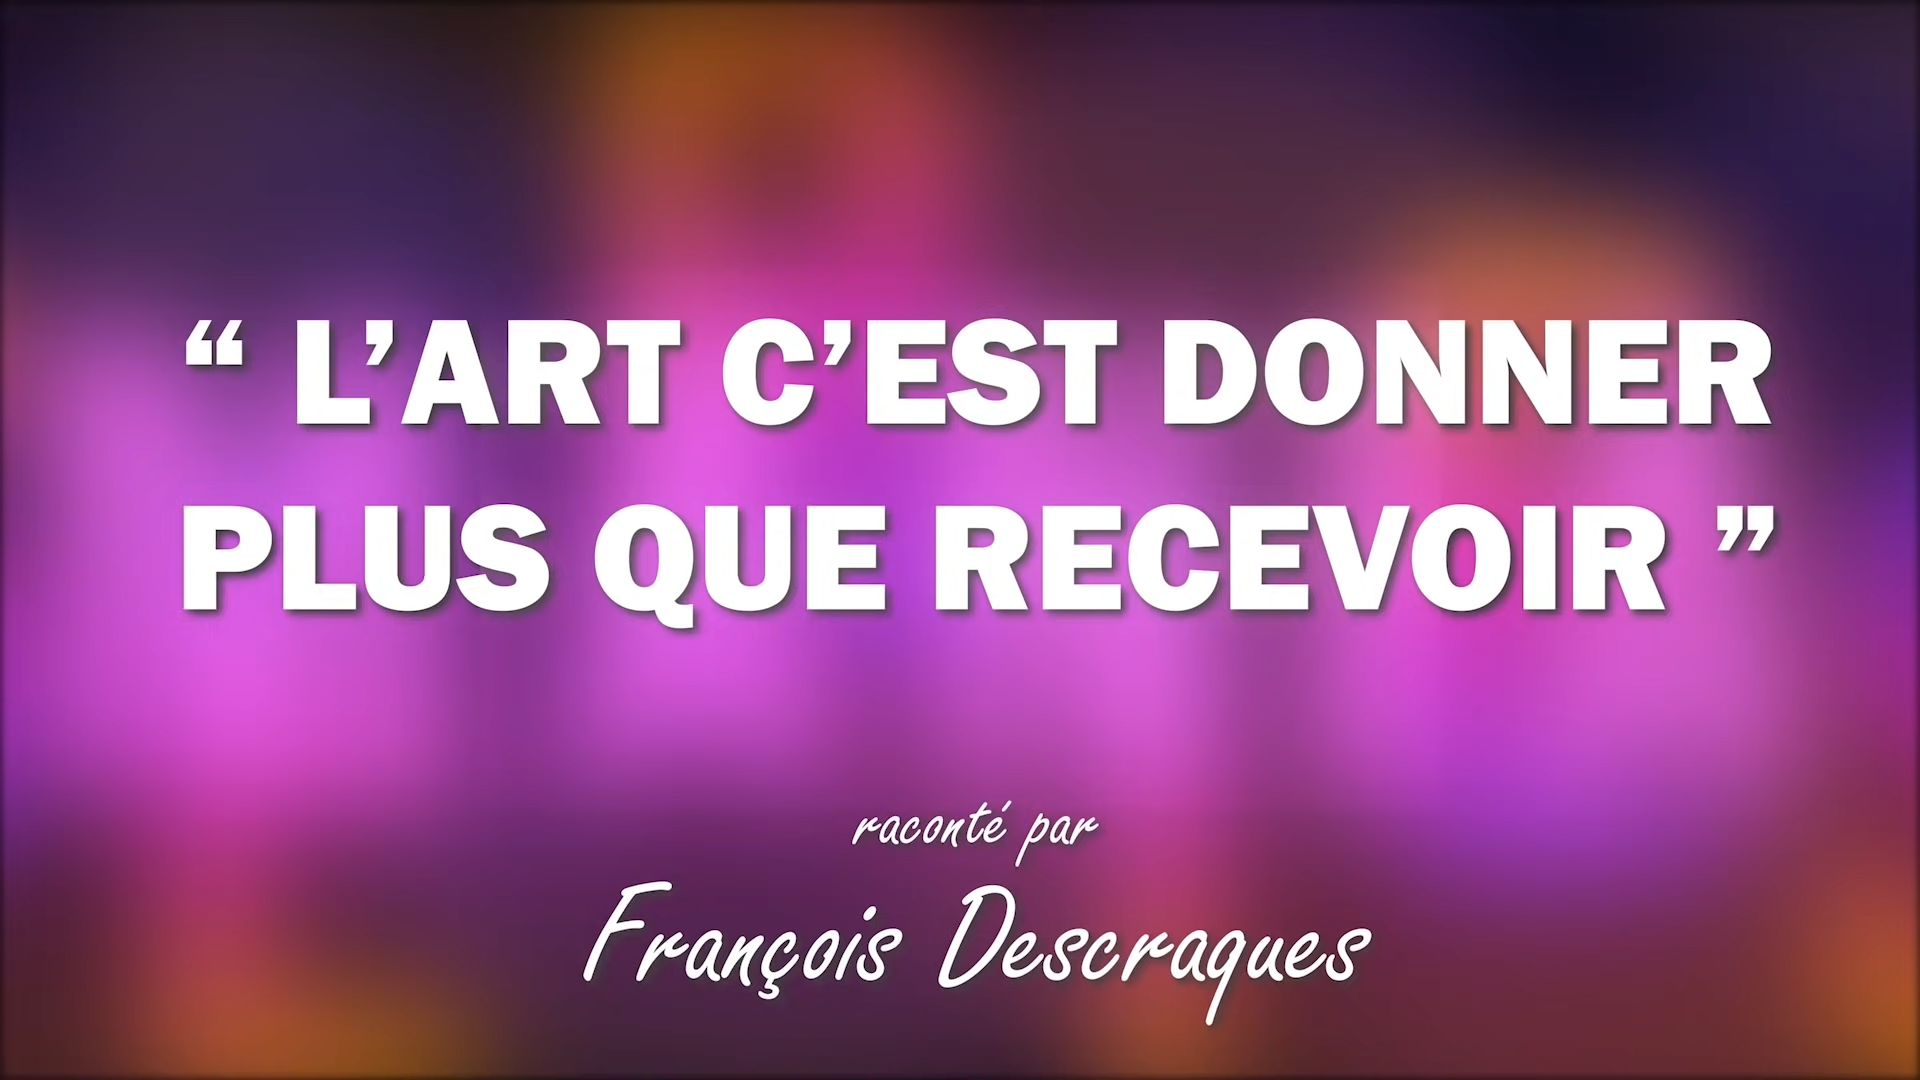 “ L’ART C’EST DONNER
PLUS QUE RECEVOIR ”
raconté par
François Descraques